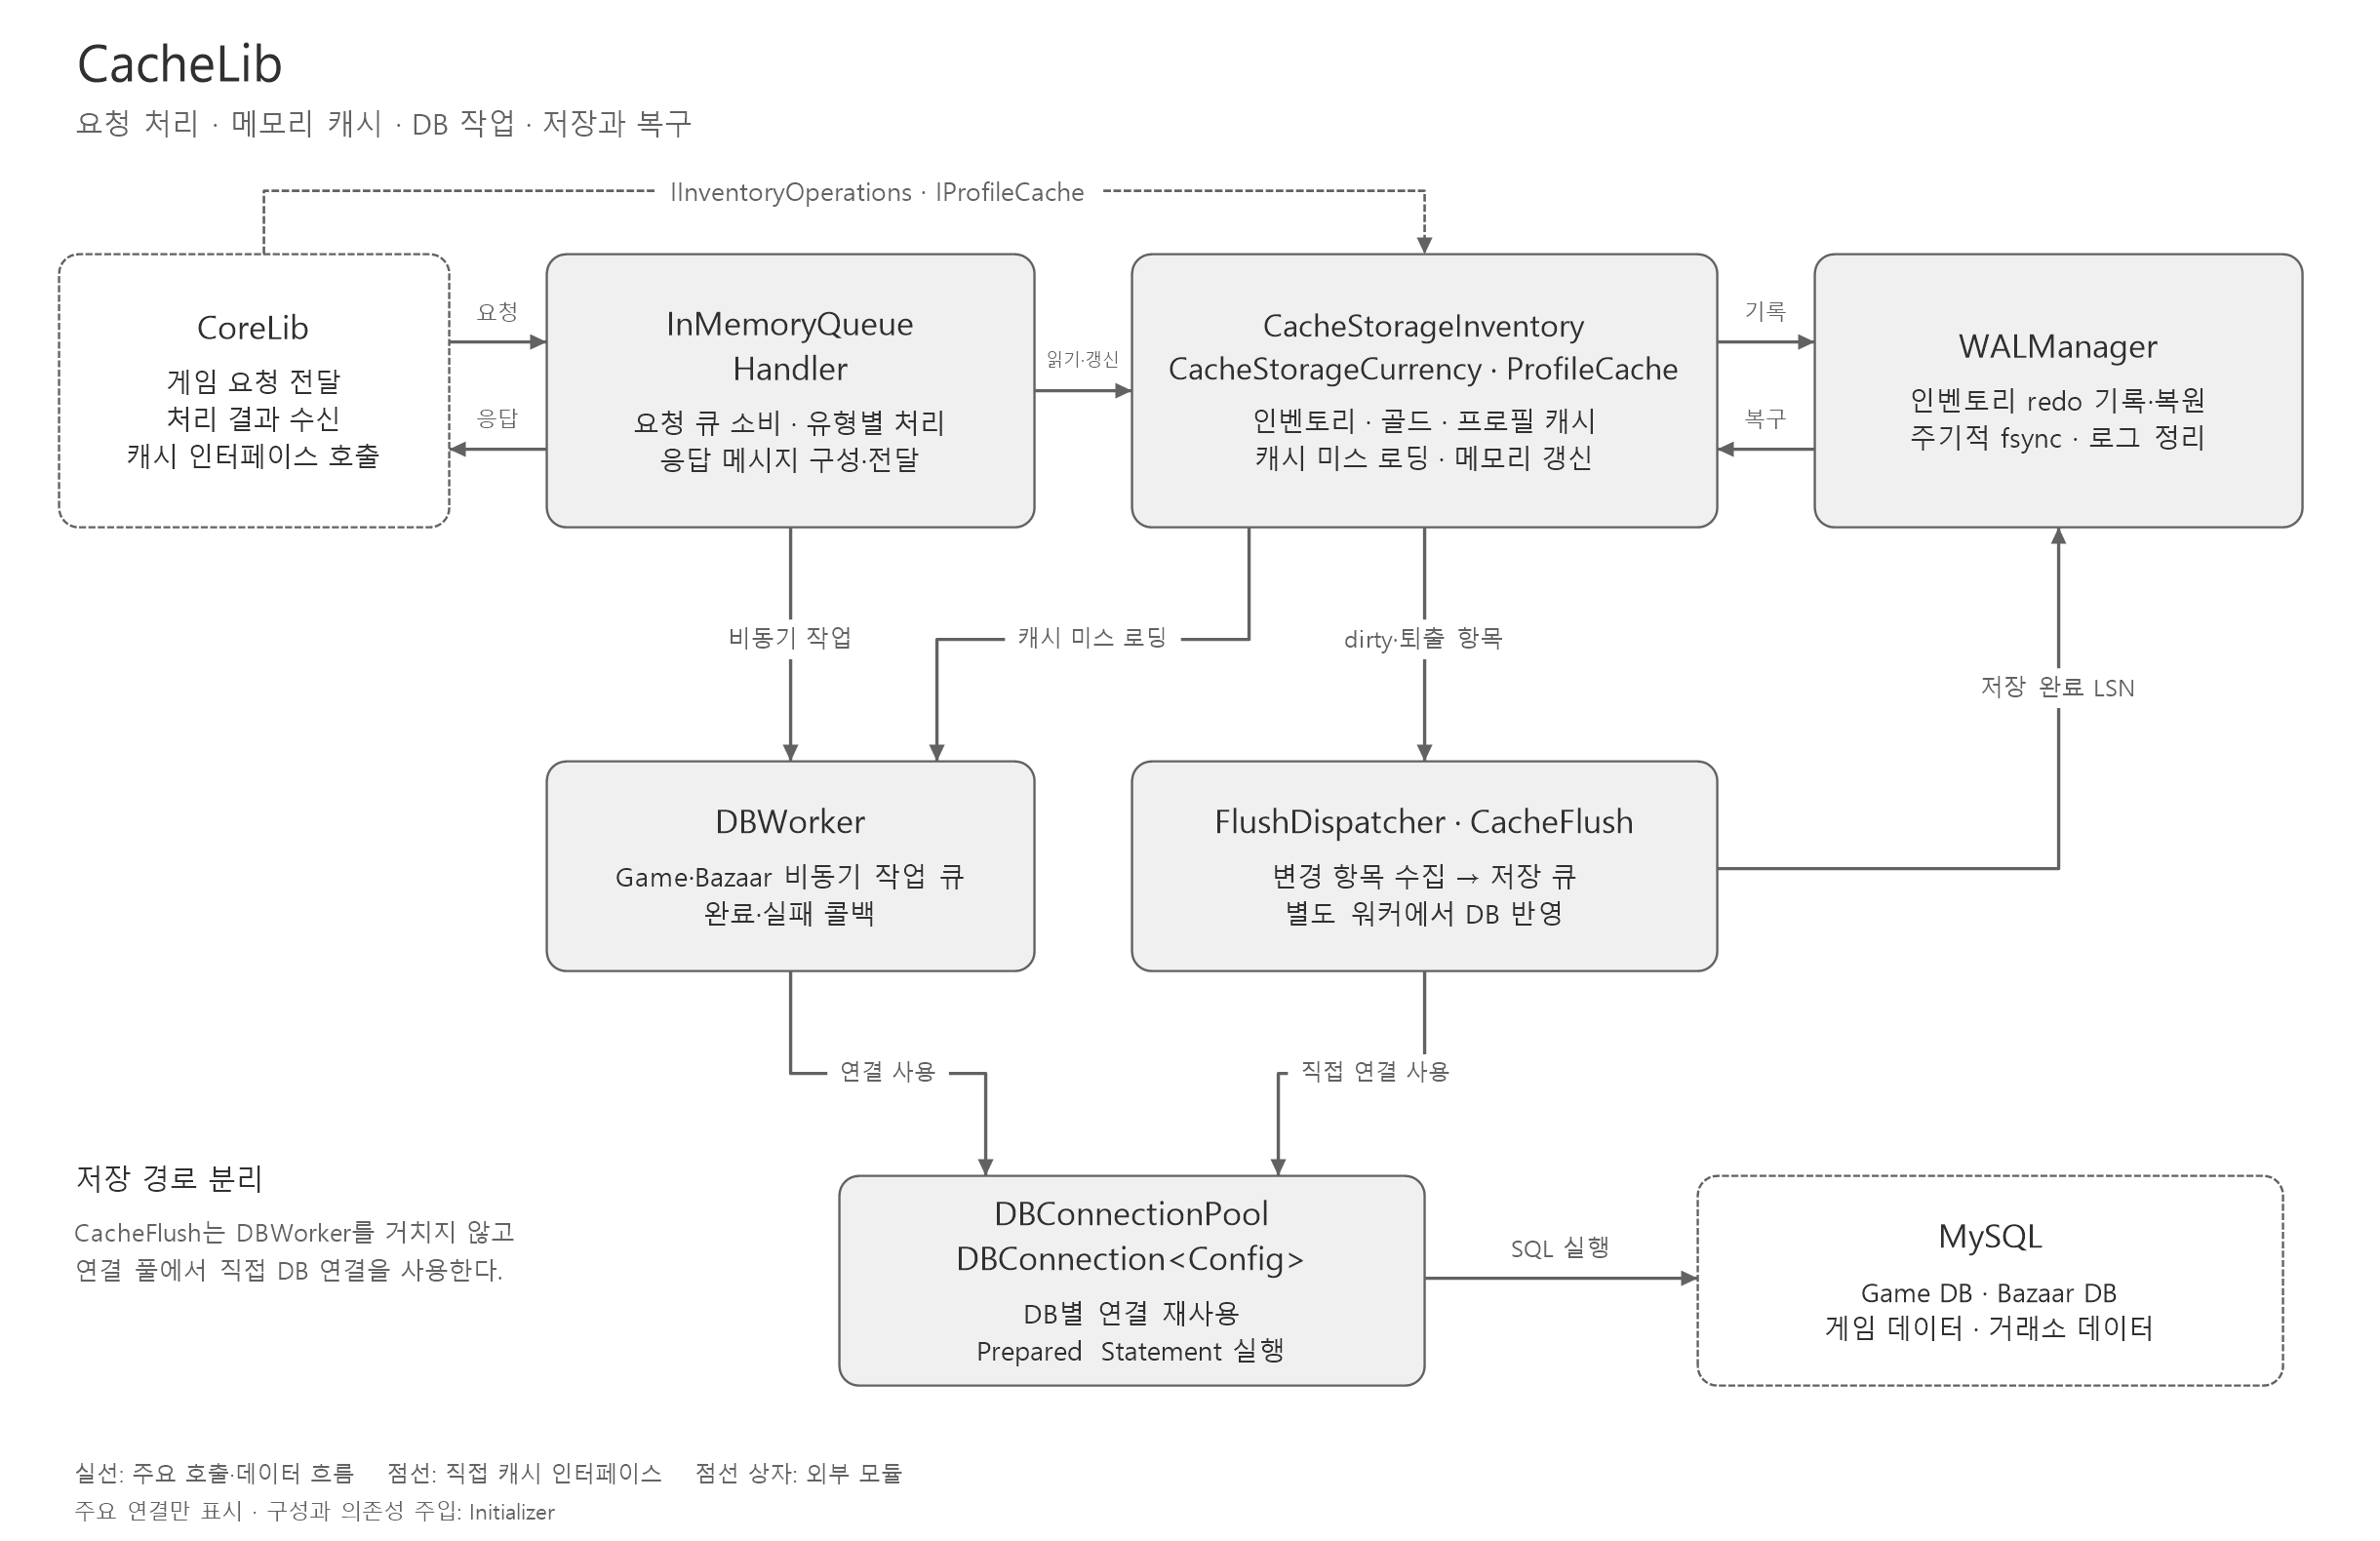 CacheLib
요청 처리 · 메모리 캐시 · DB 작업 · 저장과 복구
IInventoryOperations · IProfileCache
CoreLib
게임 요청 전달
처리 결과 수신
캐시 인터페이스 호출
요청
응답
InMemoryQueue
Handler
요청 큐 소비 · 유형별 처리
응답 메시지 구성·전달
읽기·갱신
CacheStorageInventory
CacheStorageCurrency · ProfileCache
인벤토리 · 골드 · 프로필 캐시
캐시 미스 로딩 · 메모리 갱신
기록
복구
WALManager
인벤토리 redo 기록·복원
주기적 fsync · 로그 정리
비동기 작업
캐시 미스 로딩
dirty·퇴출 항목
저장 완료 LSN
DBWorker
Game·Bazaar 비동기 작업 큐
완료·실패 콜백
FlushDispatcher · CacheFlush
변경 항목 수집 → 저장 큐
별도 워커에서 DB 반영
연결 사용
직접 연결 사용
저장 경로 분리
CacheFlush는 DBWorker를 거치지 않고
연결 풀에서 직접 DB 연결을 사용한다.
DBConnectionPool
DBConnection<Config>
DB별 연결 재사용
Prepared Statement 실행
SQL 실행
MySQL
Game DB · Bazaar DB
게임 데이터 · 거래소 데이터
실선: 주요 호출·데이터 흐름 점선: 직접 캐시 인터페이스 점선 상자: 외부 모듈
주요 연결만 표시 · 구성과 의존성 주입: Initializer